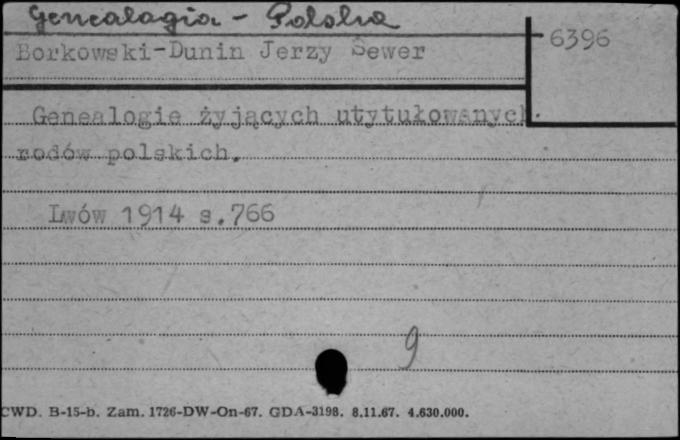 Genealogia - Polska
Borkowski-Dunin Jerzy Sewer
6396
Genealogie żyjących utytułowanych
rodów polskich.
Lwów 1914 s.766
9
CWD. B-15-b. Zam. 1726-DW-On-67. GDA-3198. 8.11.67. 4.630.000.